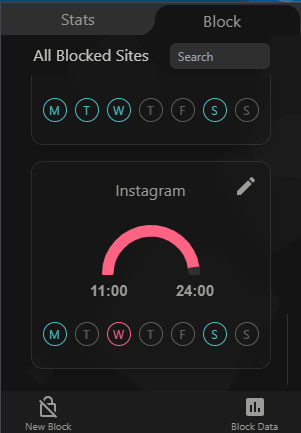 Stats Block
All Blocked Sites Search
M T W T F S S
Instagram
11:00 24:00
M T W T F S S
New Block Block Data